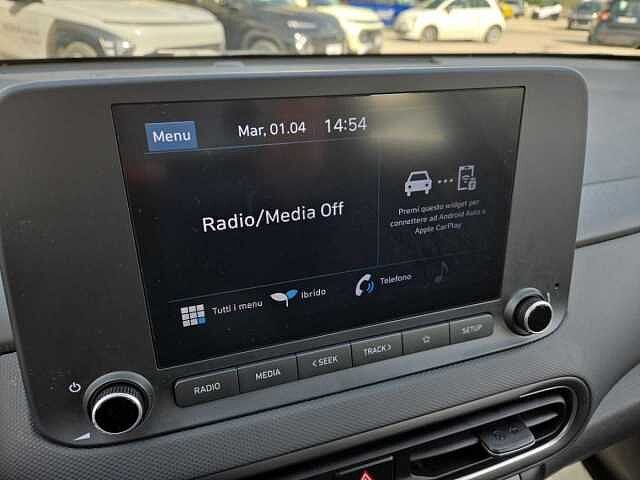 Menu
Mar, 01.04
14:54
Radio/Media Off
Premi questo widget per
connettere ad Android Auto o
Apple CarPlay
Tutti i menu
Ibrido
Telefono
RADIO
MEDIA
< SEEK
TRACK >
SETUP